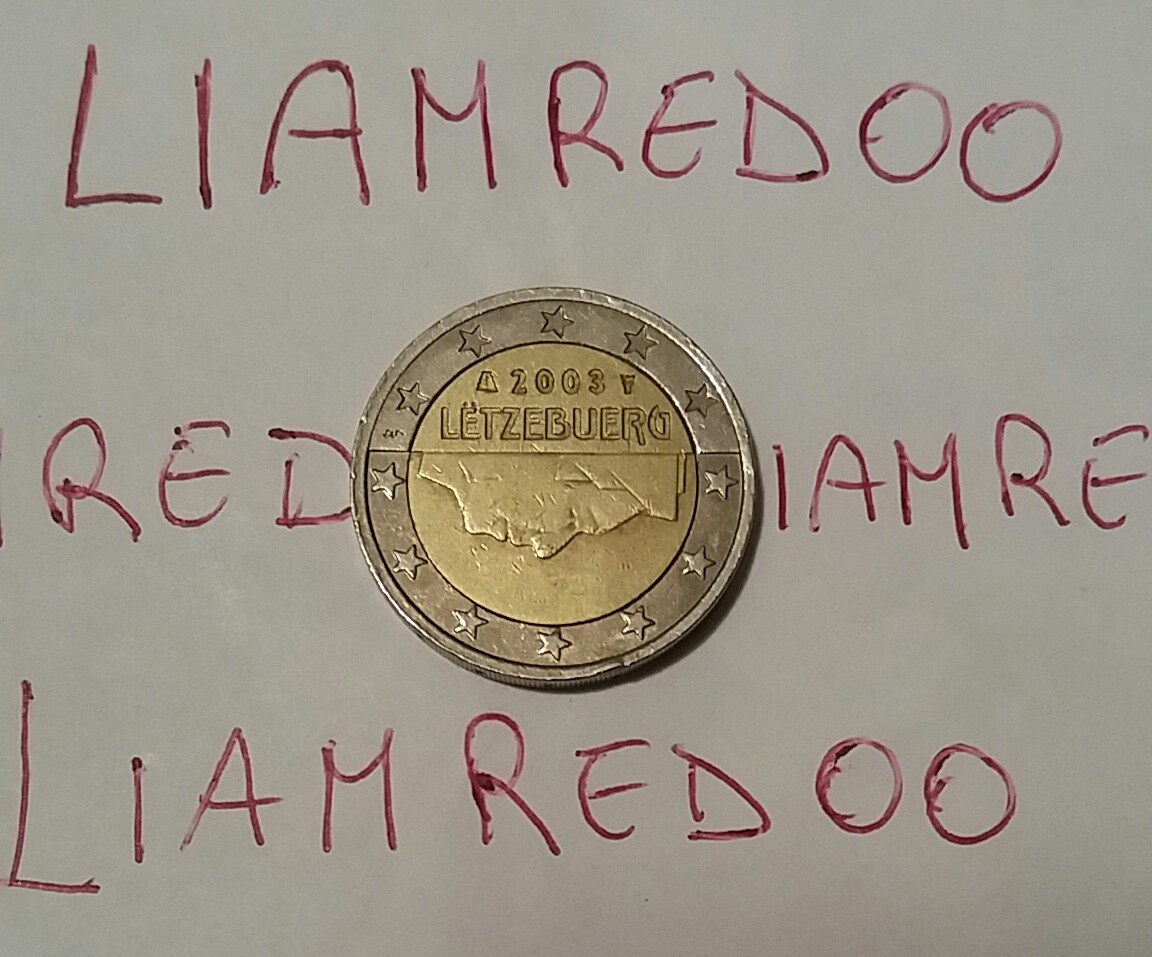 LIAMREDOO
2003
LËTZEBUERG
RED IAMRE
LIAMREDOO